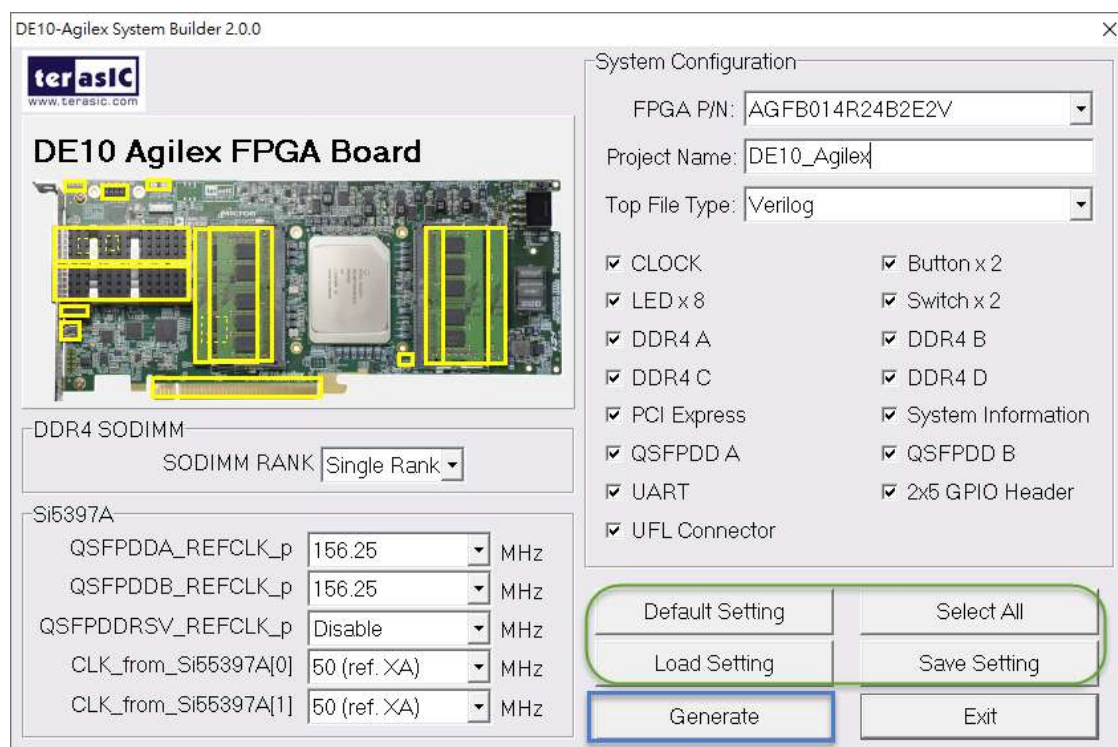 DE10-Agilex System Builder 2.0.0
terasIC
www.terasic.com
DE10 Agilex FPGA Board
terasIC
MICRON
Panasonic
DDR4 SODIMM
SODIMM RANK Single Rank
Si5397A
QSFPDDA_REFCLK_p 156.25 MHz
QSFPDDB_REFCLK_p 156.25 MHz
QSFPDDRSV_REFCLK_p Disable MHz
CLK_from_Si55397A[0] 50 (ref. XA) MHz
CLK_from_Si55397A[1] 50 (ref. XA) MHz
System Configuration
FPGA P/N: AGFB014R24B2E2V
Project Name: DE10_Agilex
Top File Type: Verilog
CLOCK Button x 2
LED x 8 Switch x 2
DDR4 A DDR4 B
DDR4 C DDR4 D
PCI Express System Information
QSFPDD A QSFPDD B
UART 2x5 GPIO Header
UFL Connector
Default Setting Select All
Load Setting Save Setting
Generate Exit